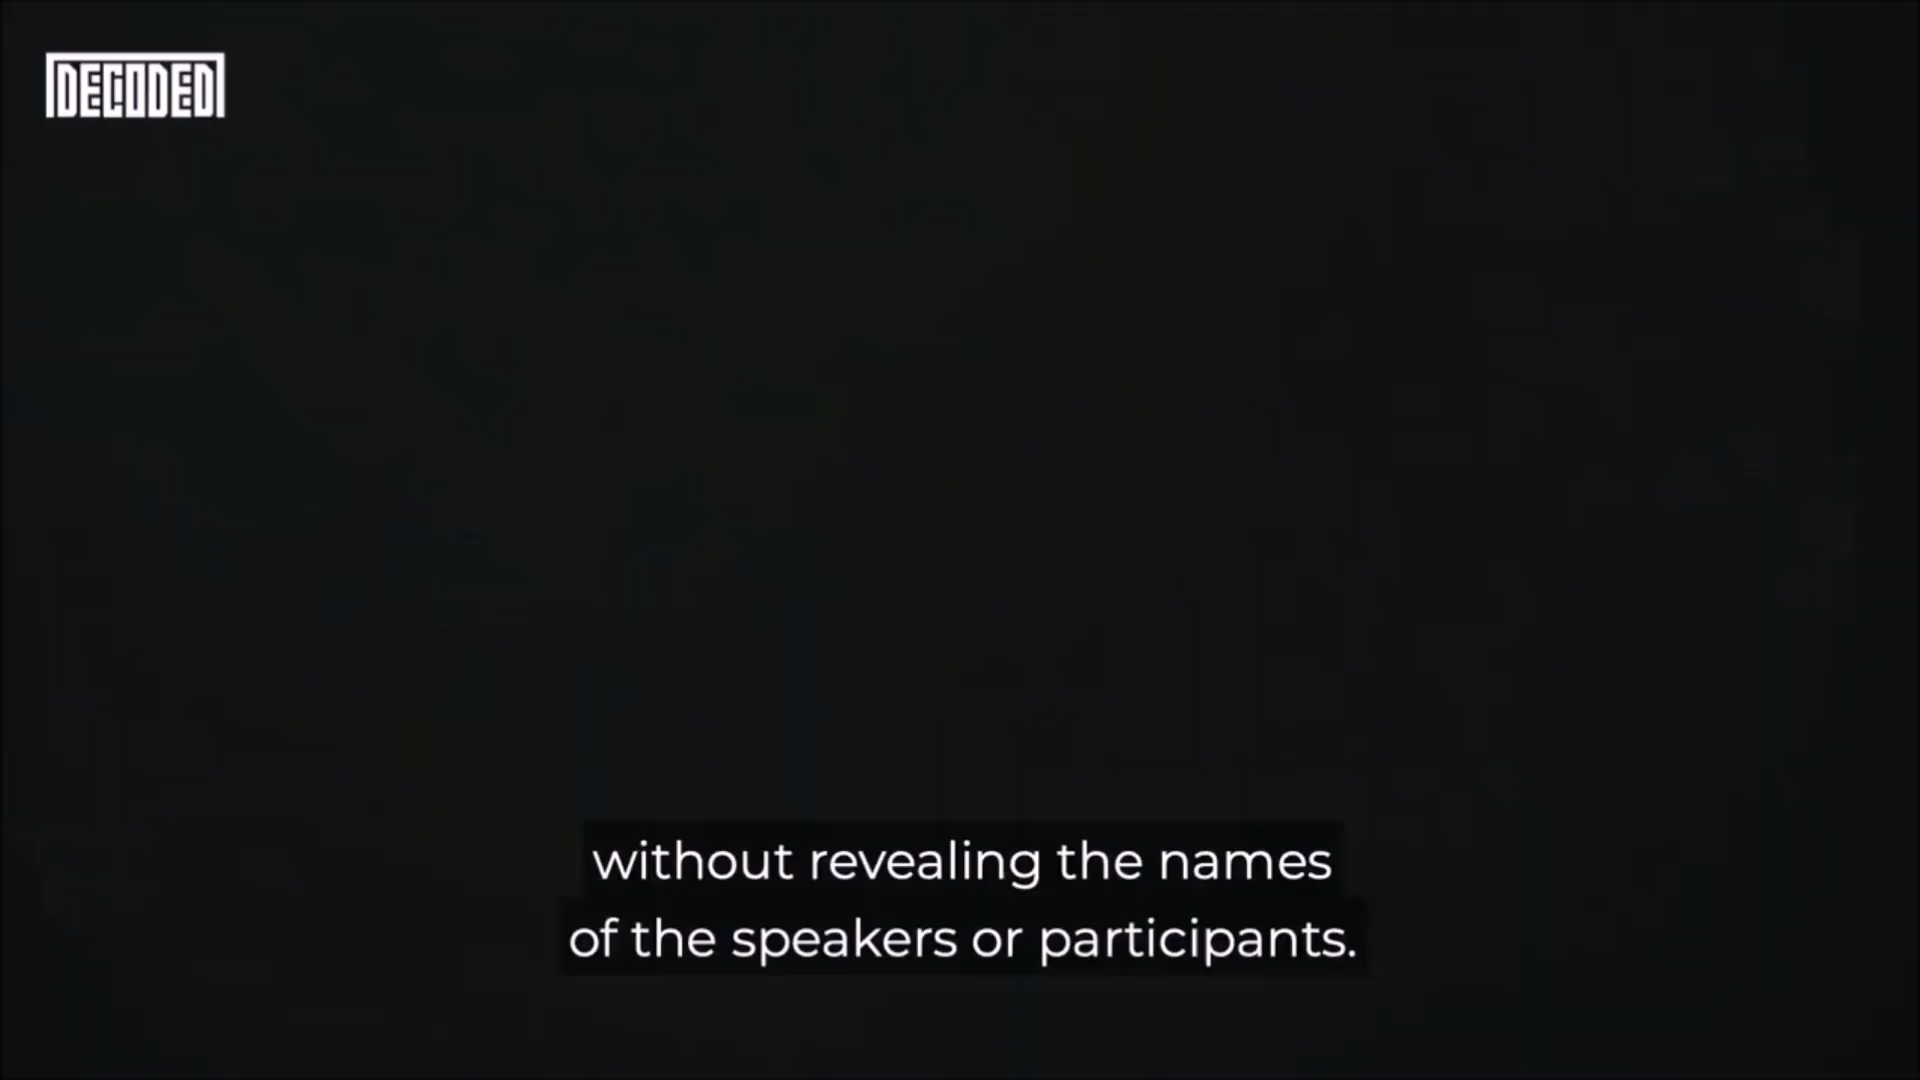 DECODED
without revealing the names
of the speakers or participants.